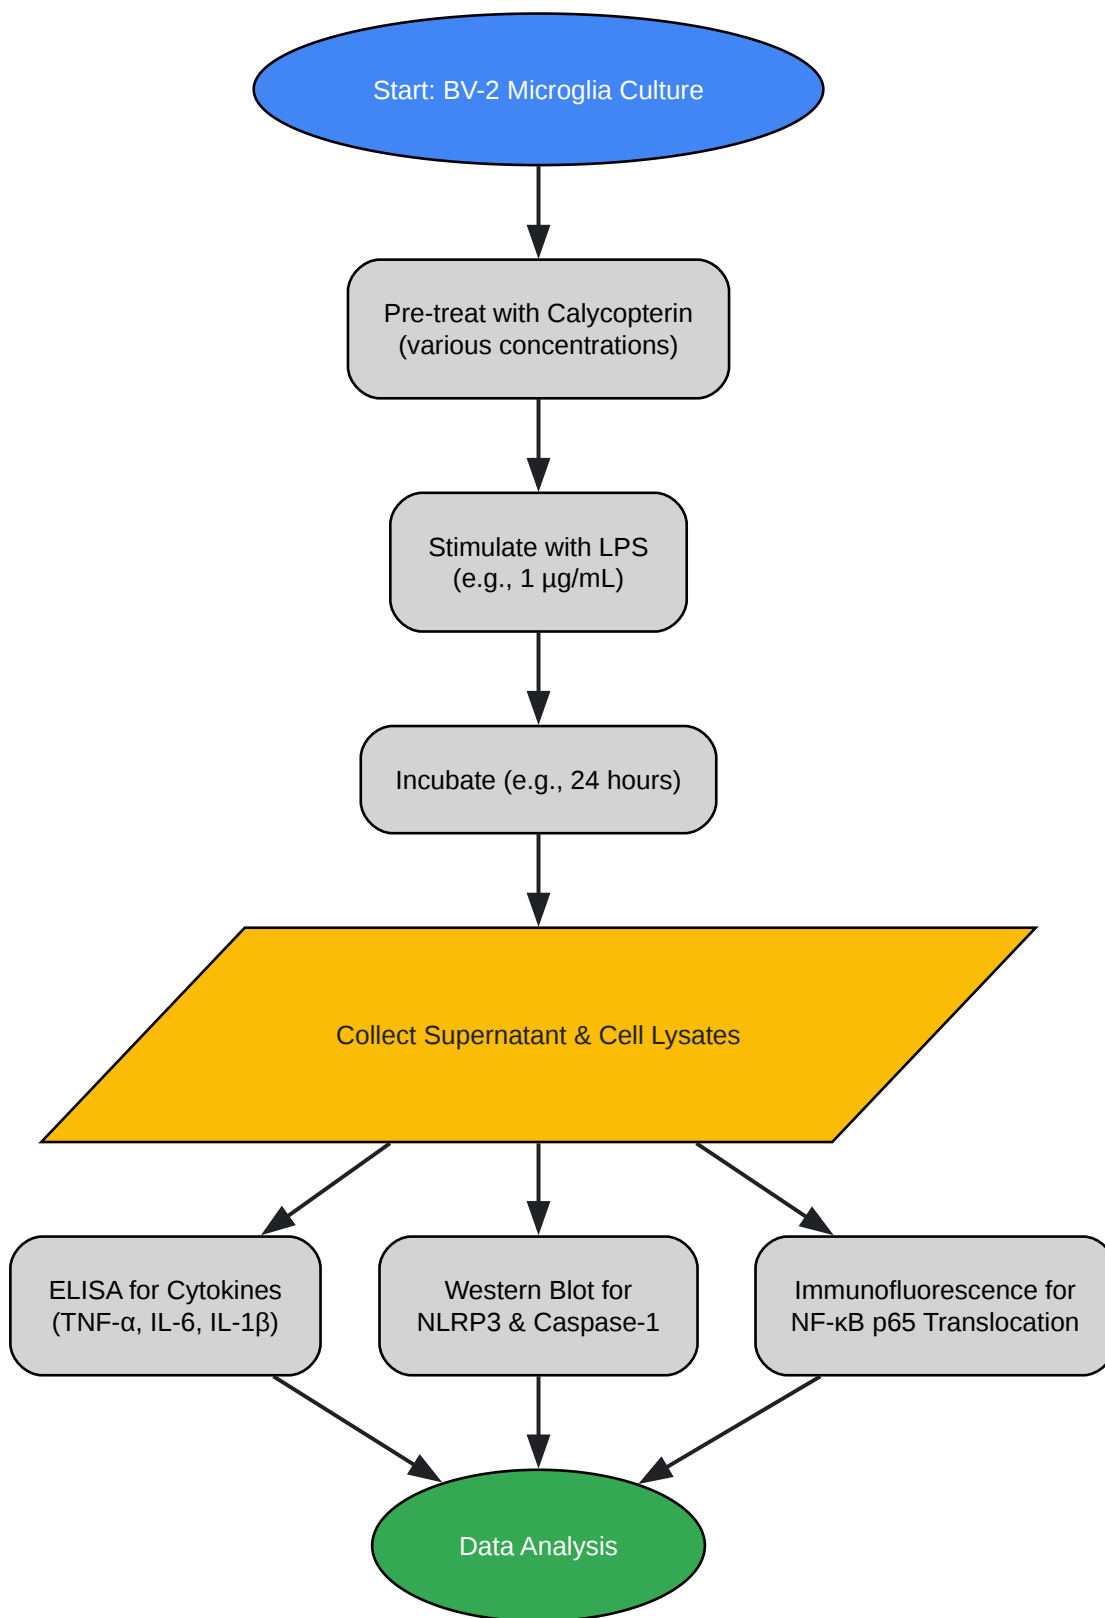 Start: BV-2 Microglia Culture
Pre-treat with Calycopterin
(various concentrations)
Stimulate with LPS
(e.g., 1 µg/mL)
Incubate (e.g., 24 hours)
Collect Supernatant & Cell Lysates
ELISA for Cytokines
(TNF-α, IL-6, IL-1β)
Western Blot for
NLRP3 & Caspase-1
Immunofluorescence for
NF-κB p65 Translocation
Data Analysis